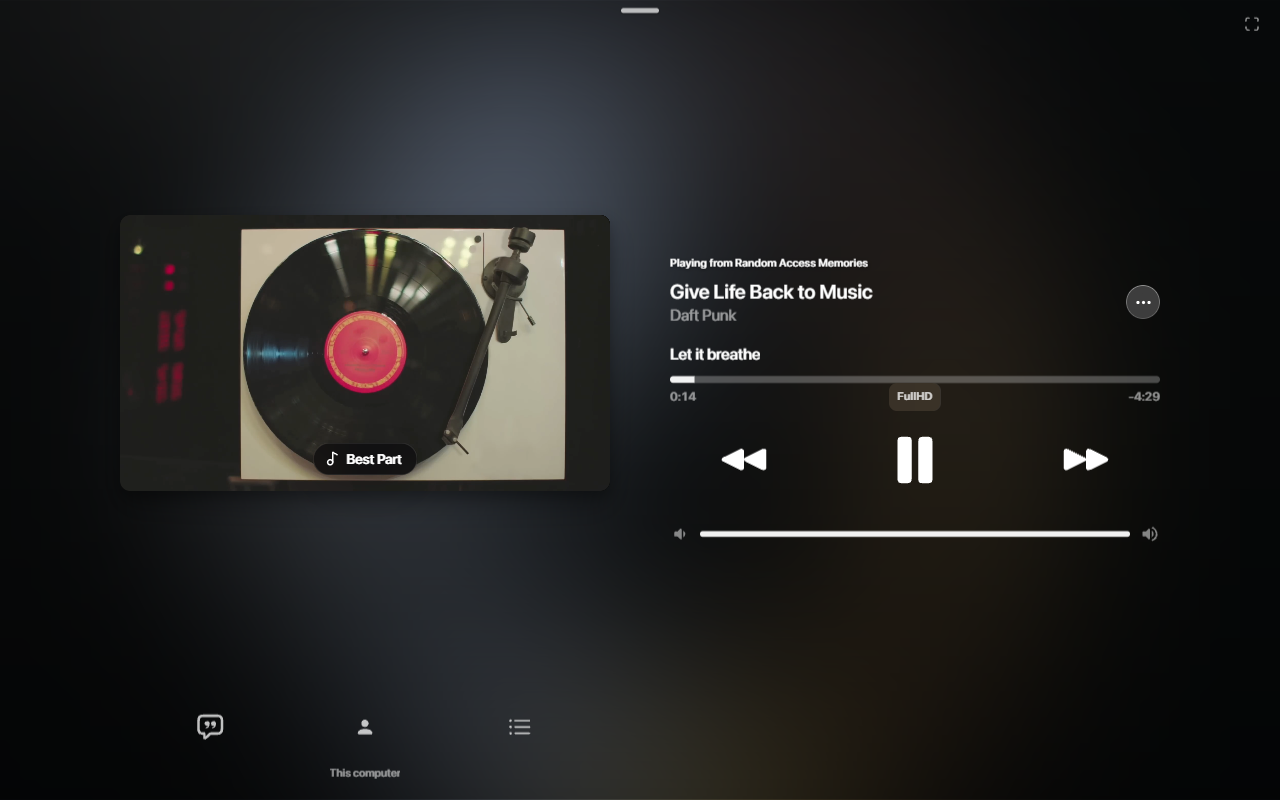 Playing from Random Access Memories
Give Life Back to Music
Daft Punk
Let it breathe
0:14
FullHD
-4:29
Best Part
This computer